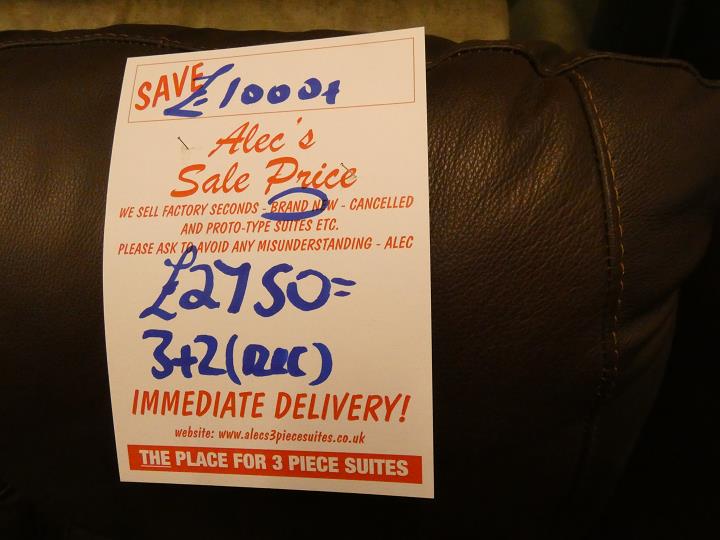 SAVE £1000+
Alec's
Sale Price
WE SELL FACTORY SECONDS - BRAND NEW - CANCELLED
AND PROTO-TYPE SUITES ETC.
PLEASE ASK TO AVOID ANY MISUNDERSTANDING - ALEC
£2750=
3+2(REC)
IMMEDIATE DELIVERY!
website: www.alecs3piecesuites.co.uk
THE PLACE FOR 3 PIECE SUITES